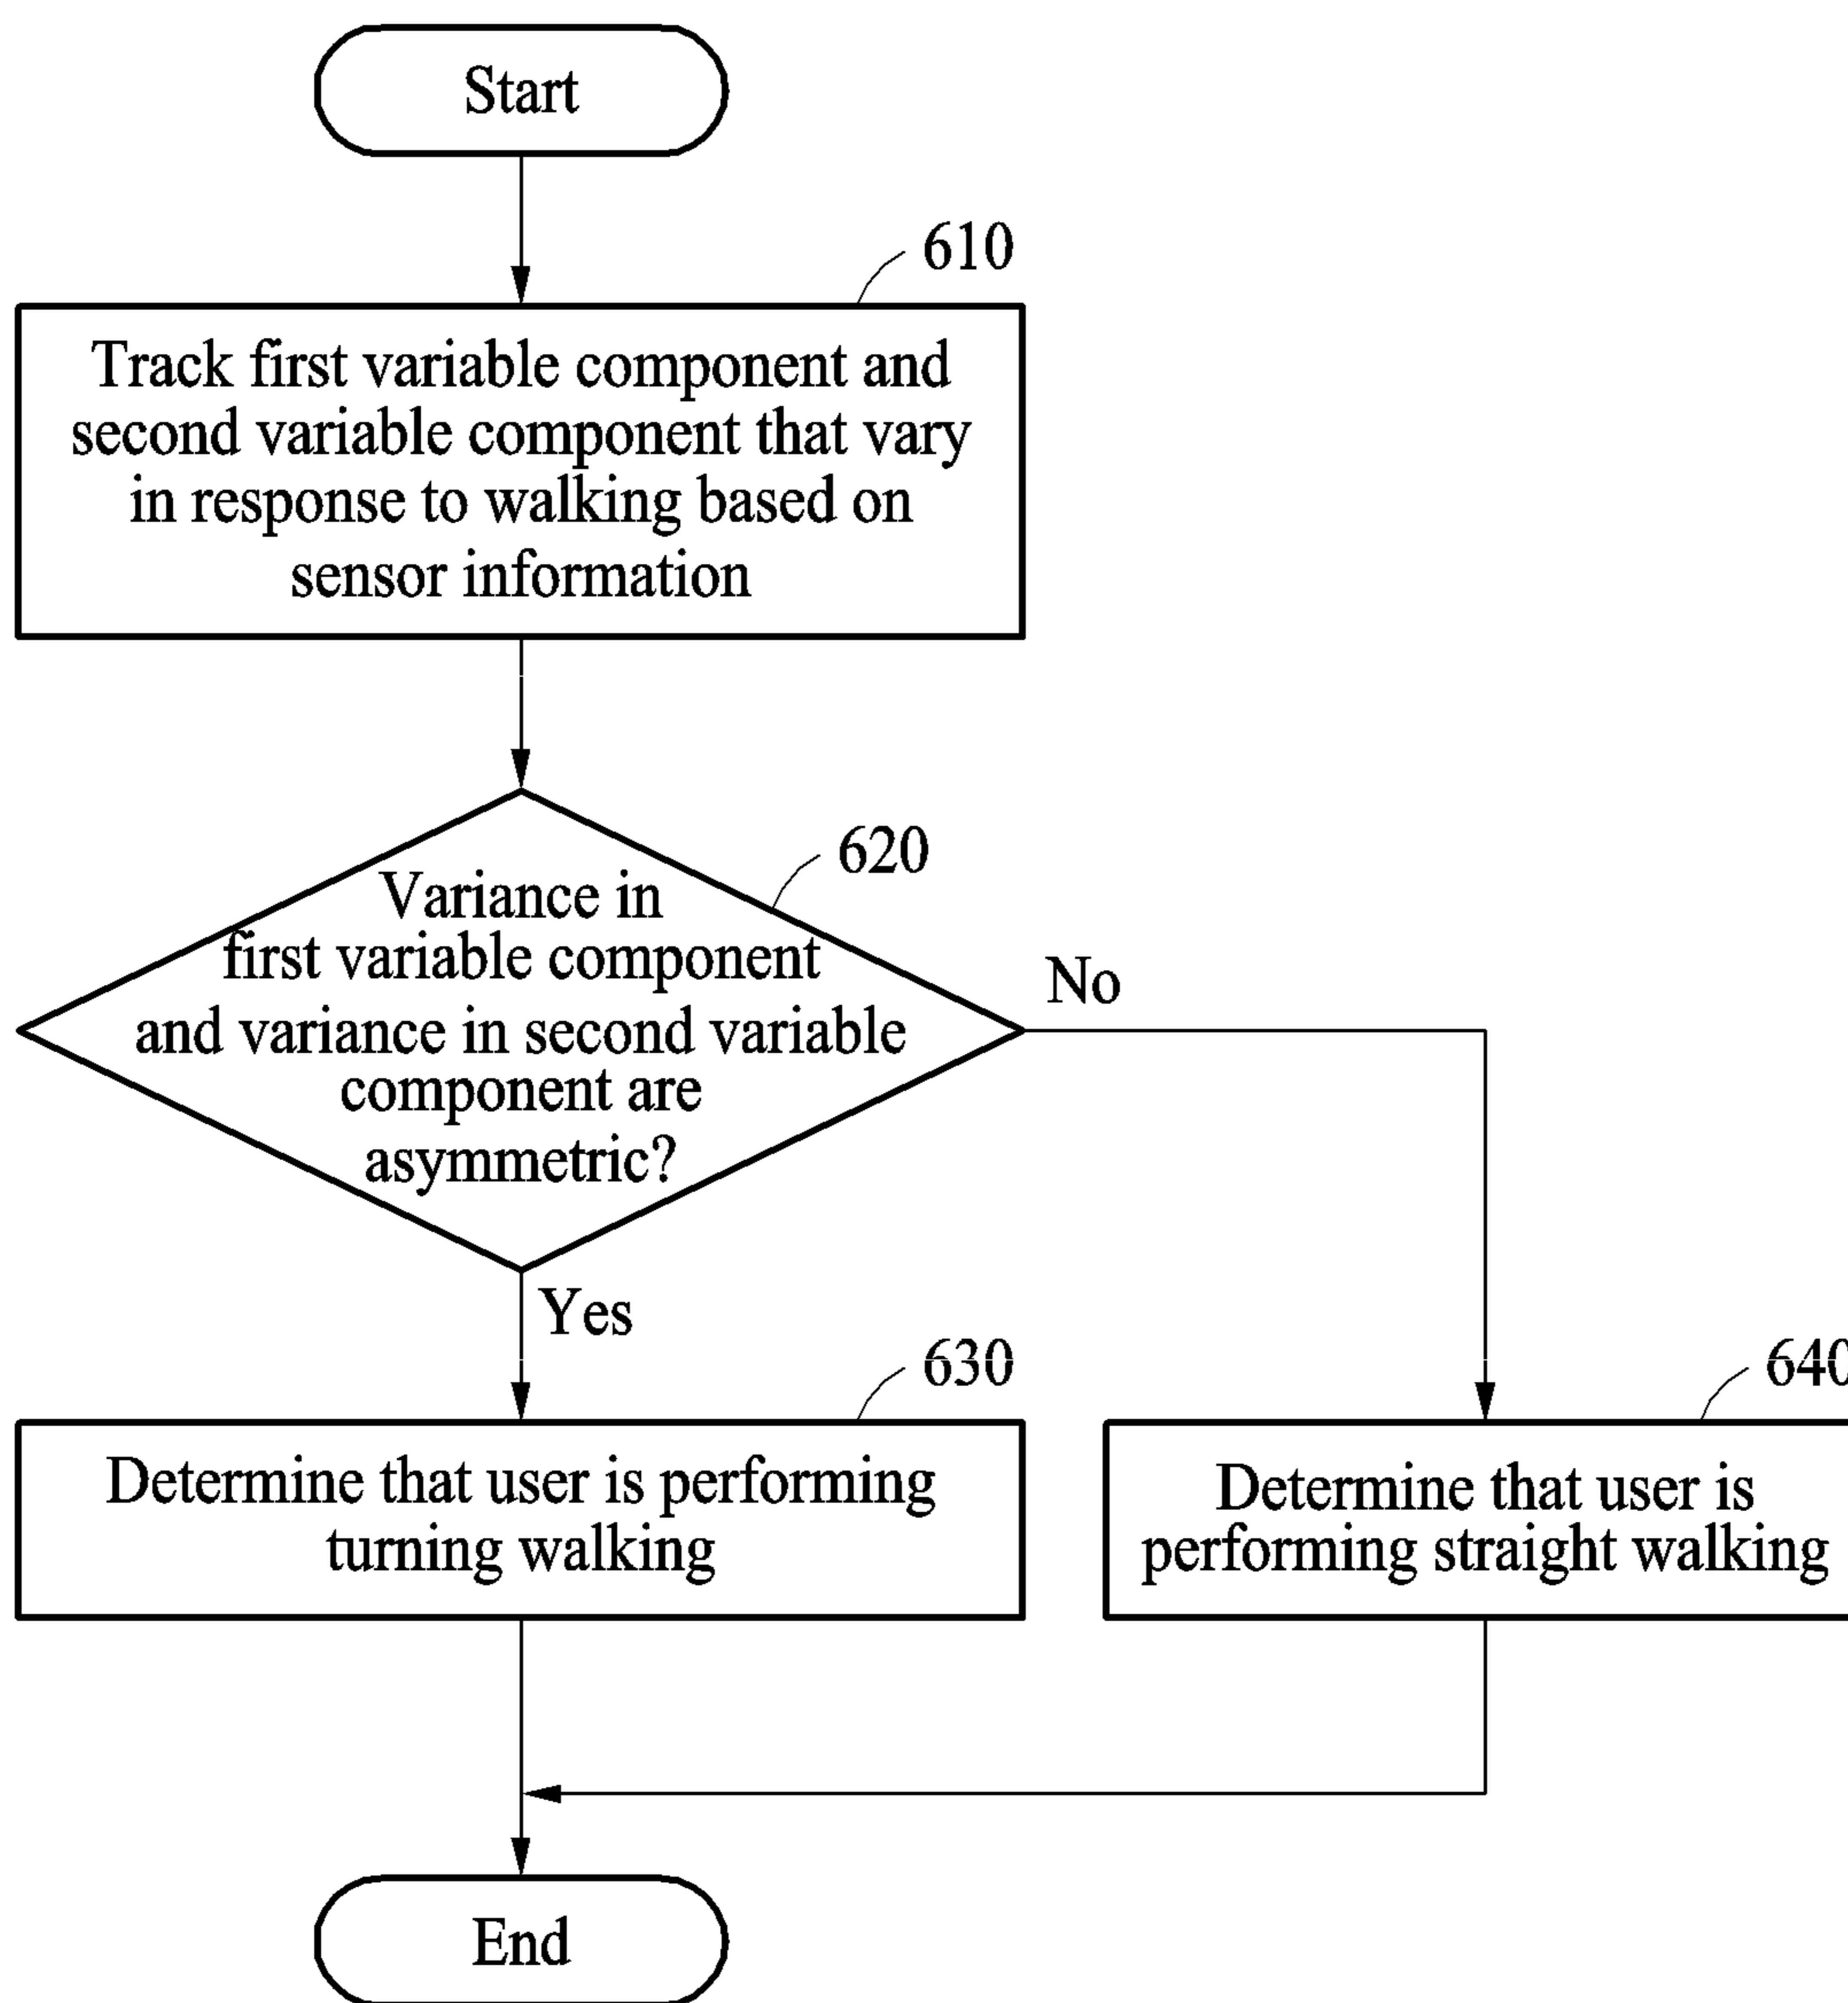 Start
610
Track first variable component and
second variable component that vary
in response to walking based on
sensor information
620
Variance in
first variable component
and variance in second variable
component are
asymmetric?
No
Yes
630
Determine that user is performing
turning walking
640
Determine that user is
performing straight walking
End